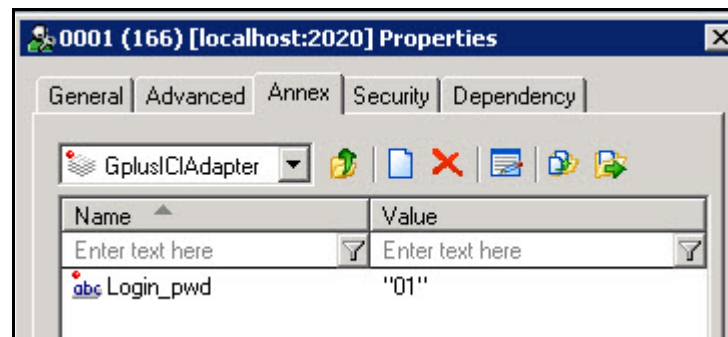 0001 (166) [localhost:2020] Properties
General Advanced Annex Security Dependency
GplusICIAdapter
Name Value
Enter text here Enter text here
abc Login_pwd "01"